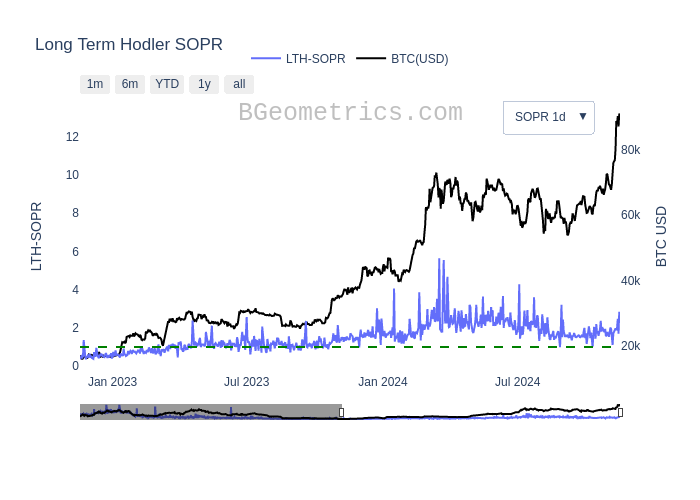 Long Term Hodler SOPR
LTH-SOPR BTC(USD)
1m 6m YTD 1y all
BGeometrics.com
SOPR 1d ▼
12
10
8
6
4
2
0
LTH-SOPR
80k
60k
40k
20k
BTC USD
Jan 2023 Jul 2023 Jan 2024 Jul 2024